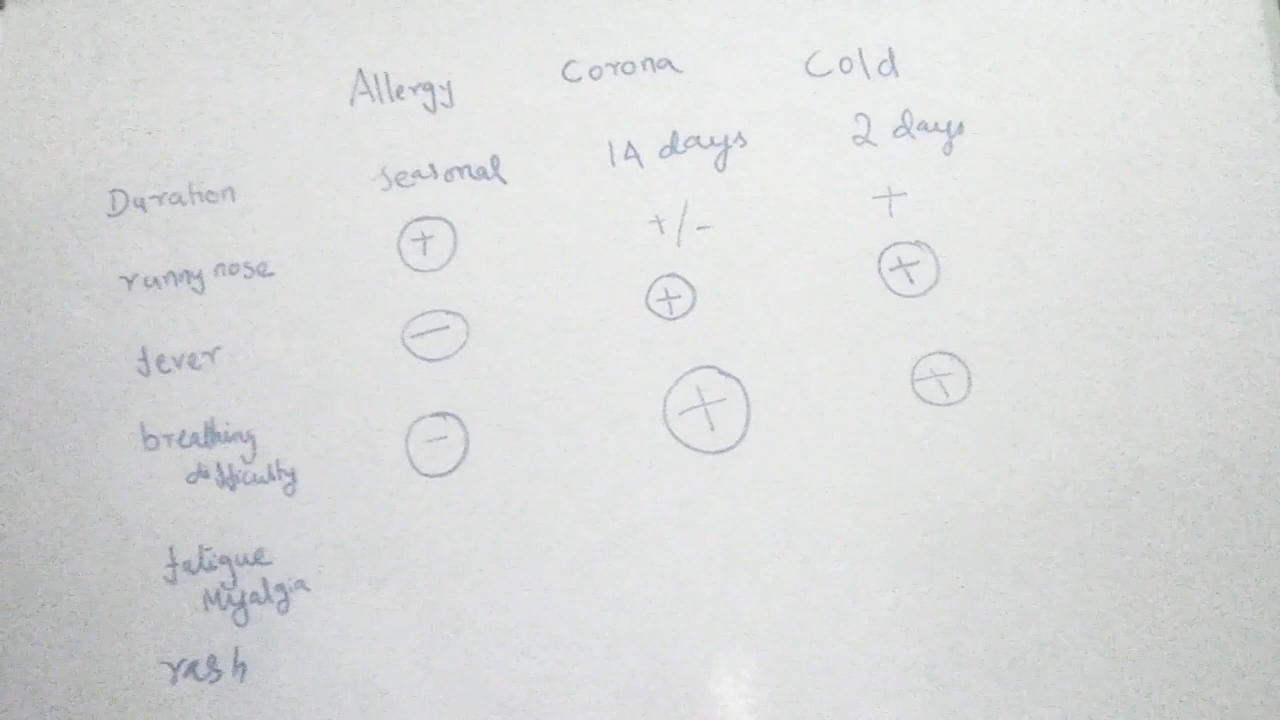 Allergy Corona Cold
Duration seasonal 14 days 2 days
runny nose + +/- +
fever - + +
breathing - + +
difficulty
fatigue
Myalgia
rash